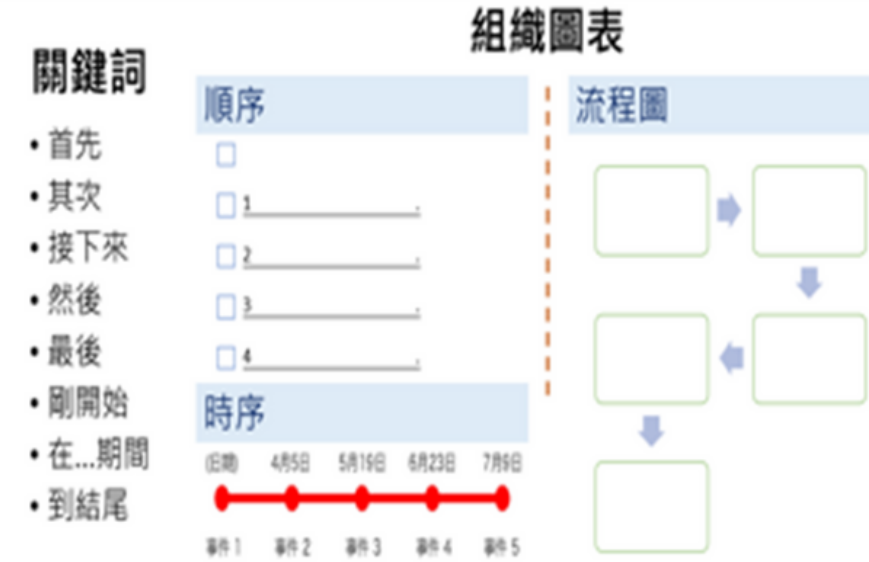 組織圖表
關鍵詞
• 首先
• 其次
• 接下來
• 然後
• 最後
• 剛開始
• 在...期間
• 到結尾
順序
1 .
2 .
3 .
4 .
時序
(日期) 4月5日 5月19日 6月23日 7月9日
事件 1 事件 2 事件 3 事件 4 事件 5
流程圖